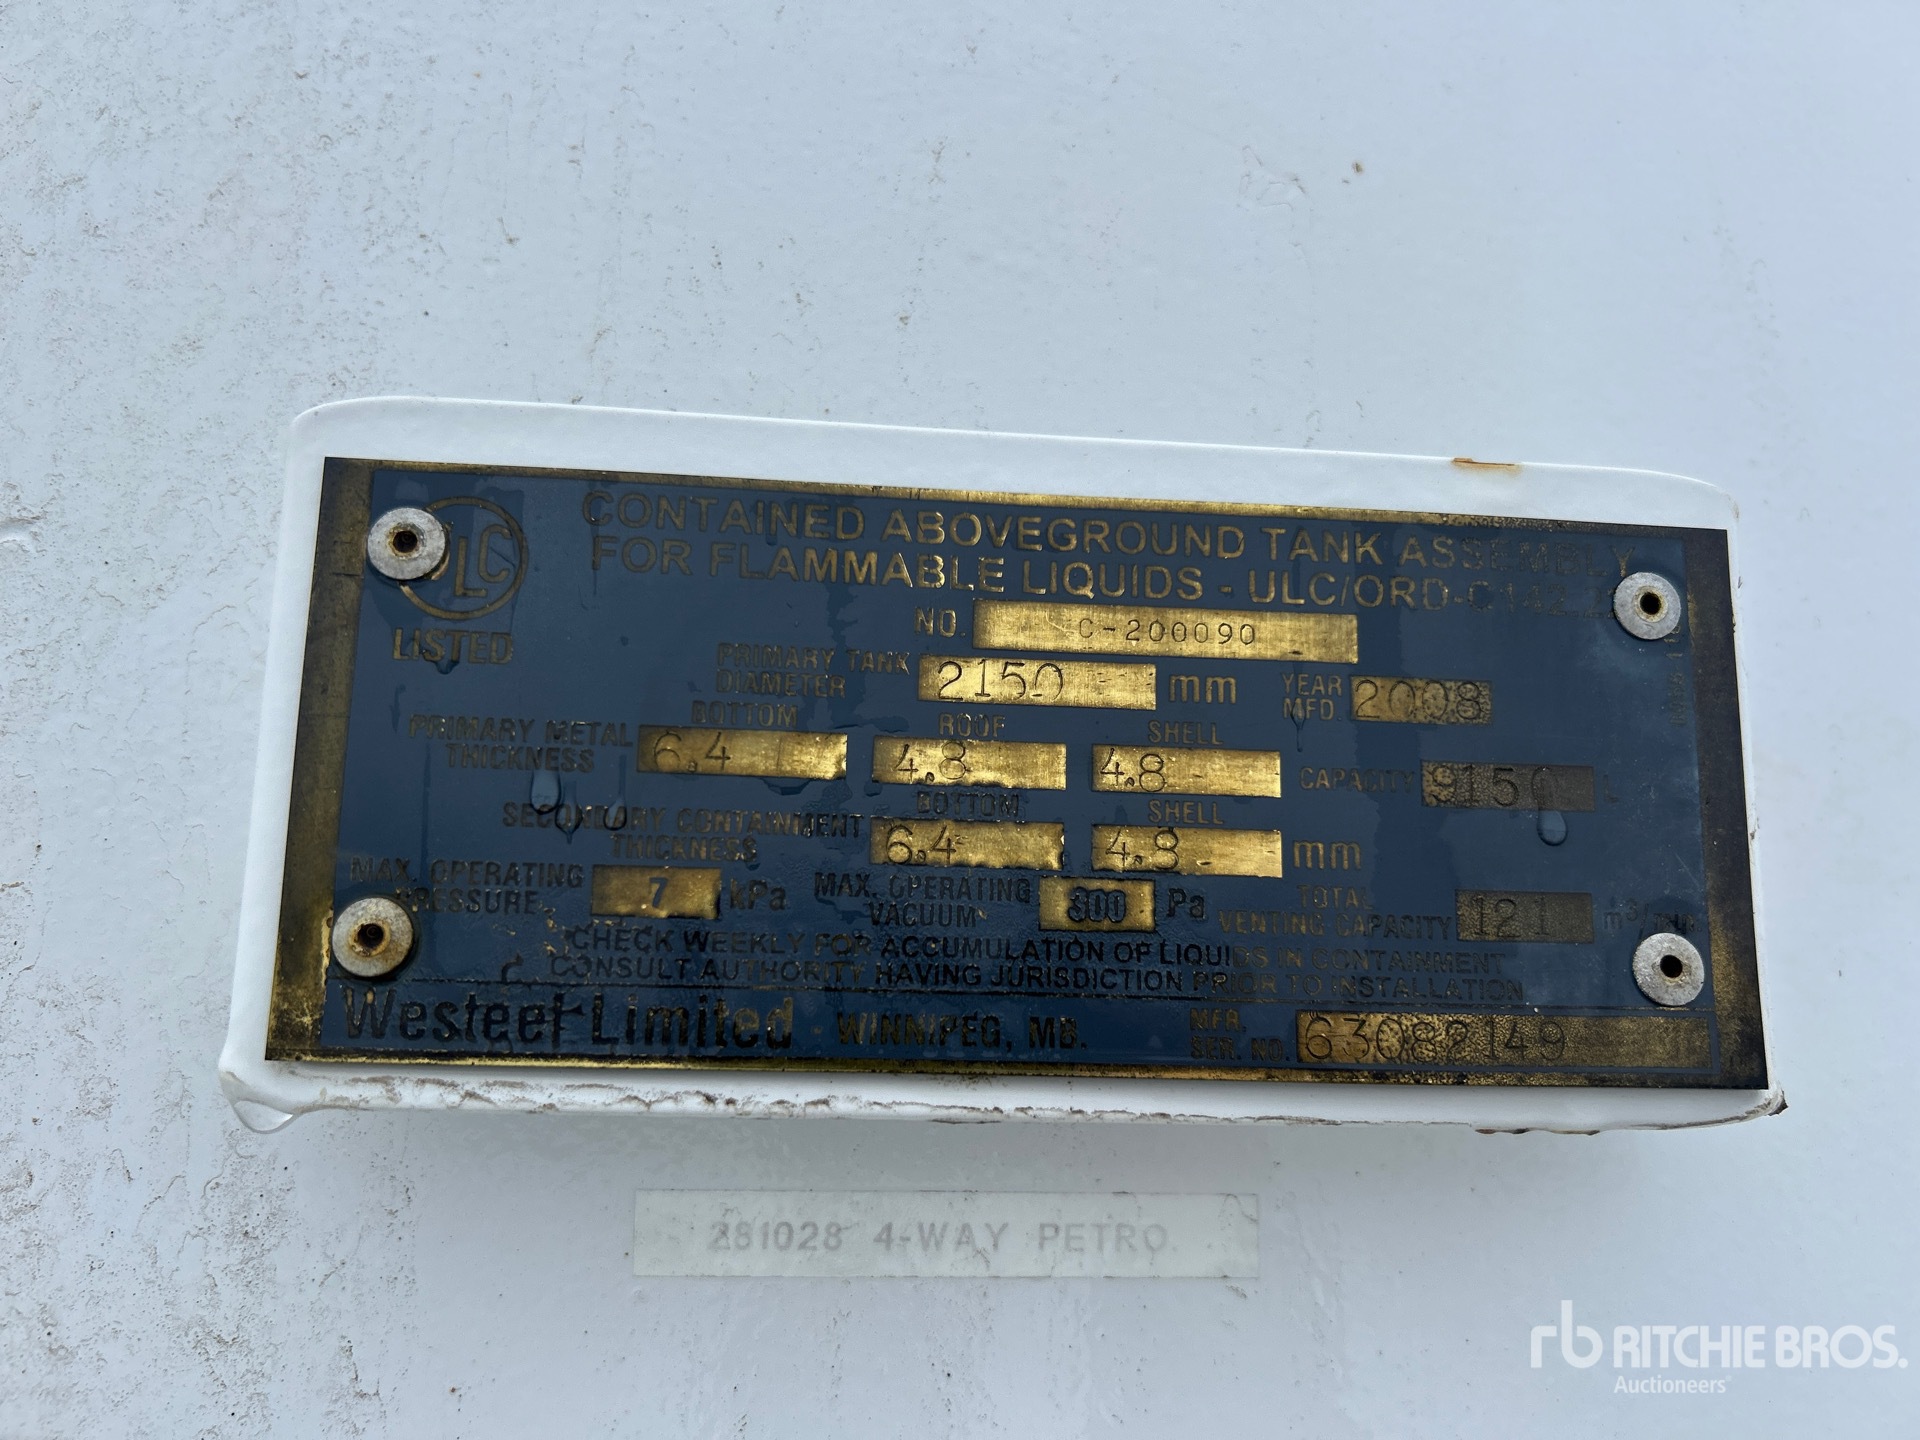 ULC
LISTED
CONTAINED ABOVEGROUND TANK ASSEMBLY
FOR FLAMMABLE LIQUIDS - ULC/ORD-C142.
NO. C-200090
PRIMARY TANK DIAMETER 2150 mm YEAR MFD. 2008
BOTTOM ROOF SHELL
PRIMARY METAL THICKNESS 6.4 4.8 4.8 CAPACITY 9150 L
BOTTOM SHELL
SECONDARY CONTAINMENT THICKNESS 6.4 4.8 mm
MAX. OPERATING PRESSURE 7 kPa MAX. OPERATING VACUUM 300 Pa TOTAL VENTING CAPACITY 121 m³/
CHECK WEEKLY FOR ACCUMULATION OF LIQUIDS IN CONTAINMENT
CONSULT AUTHORITY HAVING JURISDICTION PRIOR TO INSTALLATION
Westeel Limited - WINNIPEG, MB. MFR. SER. NO. 63082149
281028 4-WAY PETRO
rb RITCHIE BROS.
Auctioneers